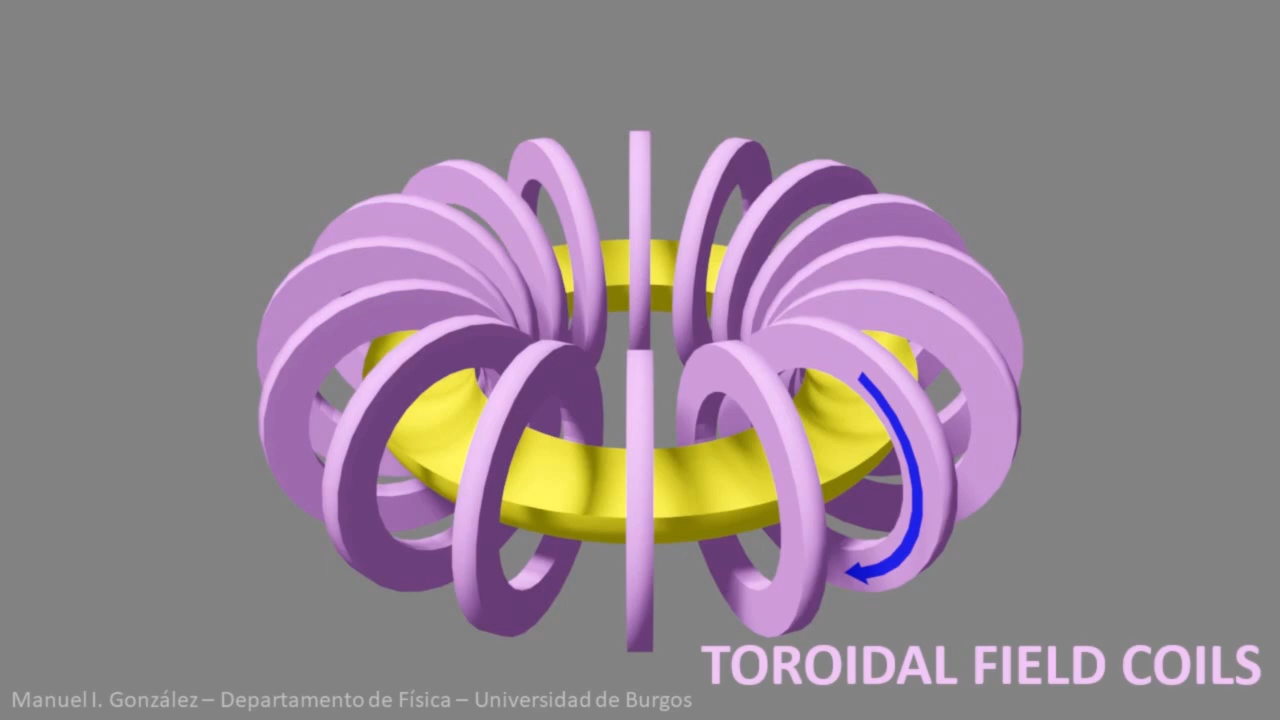 TOROIDAL FIELD COILS
Manuel I. González – Departamento de Física – Universidad de Burgos